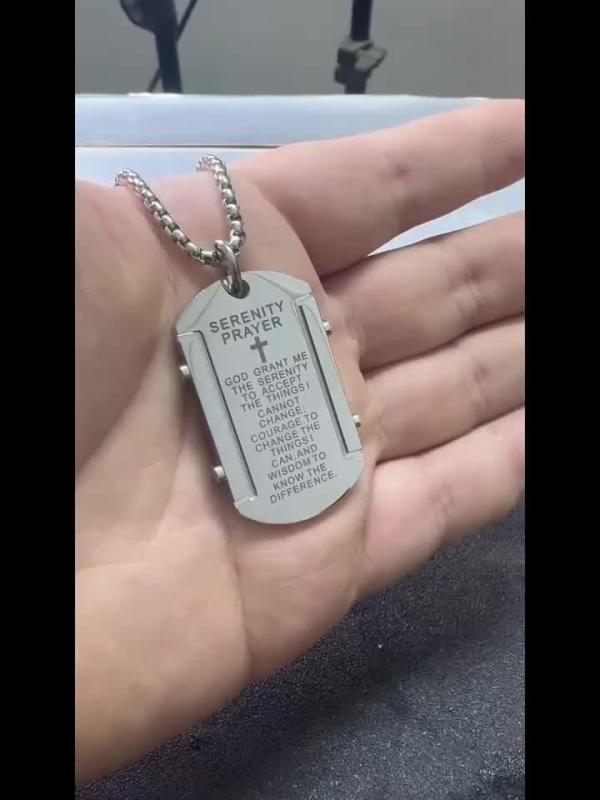 SERENITY
PRAYER
GOD GRANT ME
THE SERENITY
TO ACCEPT
THE THINGS I
CANNOT
CHANGE,
COURAGE TO
CHANGE THE
THINGS I
CAN, AND
WISDOM TO
KNOW THE
DIFFERENCE.